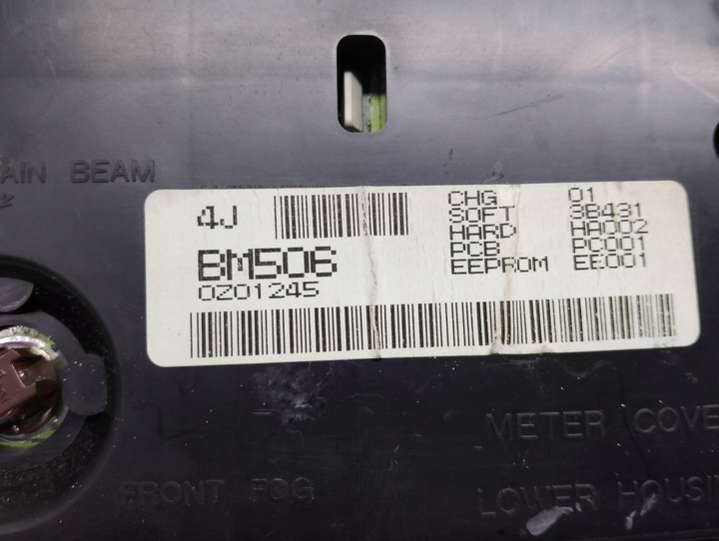 AIN BEAM
4J
BM506
0Z01245
CHG 01
SOFT 3B431
HARD HA002
PCB PC001
EEPROM EE001
METER COVE
FRONT FOG
LOWER HOUSI